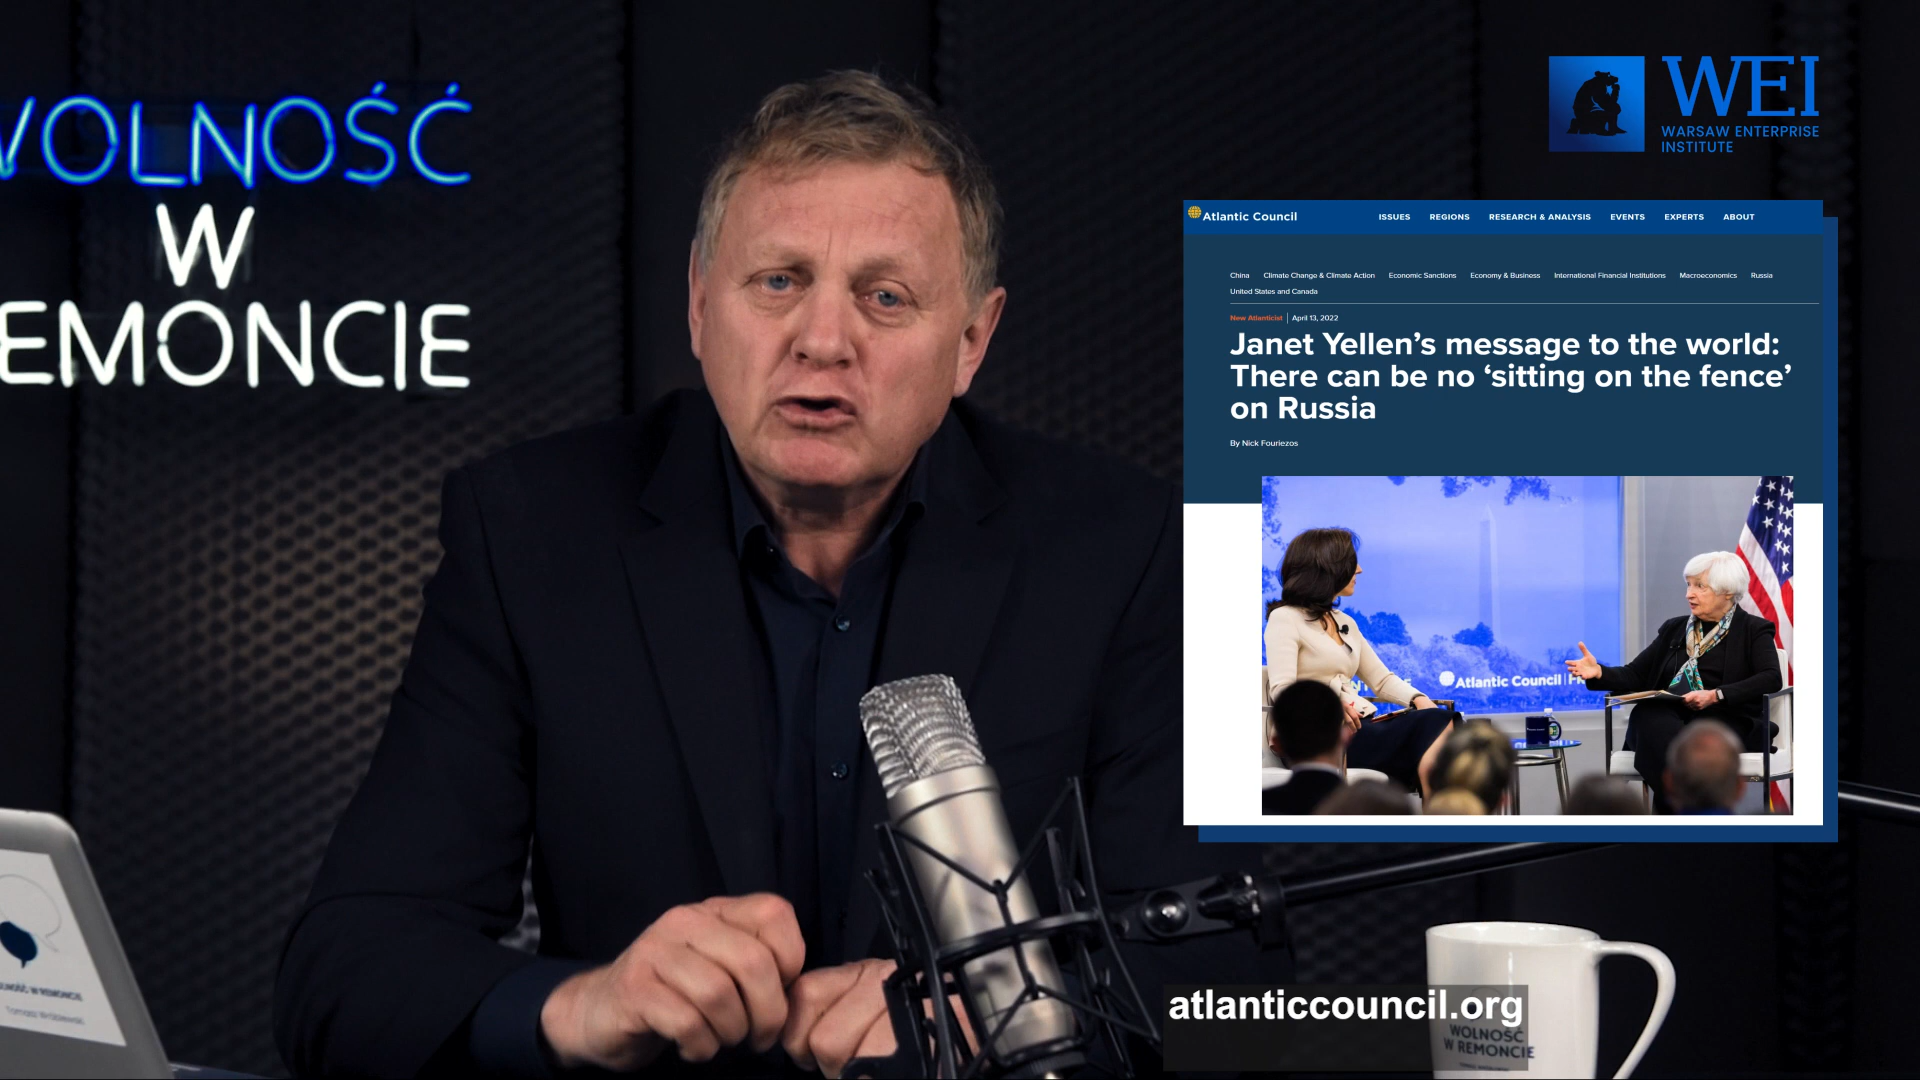 WOLNOŚĆ
W
REMONCIE
WEI
WARSAW ENTERPRISE
INSTITUTE
Atlantic Council
ISSUES REGIONS RESEARCH & ANALYSIS EVENTS EXPERTS ABOUT
China Climate Change & Climate Action Economic Sanctions Economy & Business International Financial Institutions Macroeconomics Russia
United States and Canada
New Atlanticist | April 13, 2022
Janet Yellen’s message to the world:
There can be no ‘sitting on the fence’
on Russia
By Nick Fouriezos
Atlantic Council
atlanticcouncil.org
WOLNOŚĆ
W REMONCIE
W REMONCIE
Tomasz Wróblewski